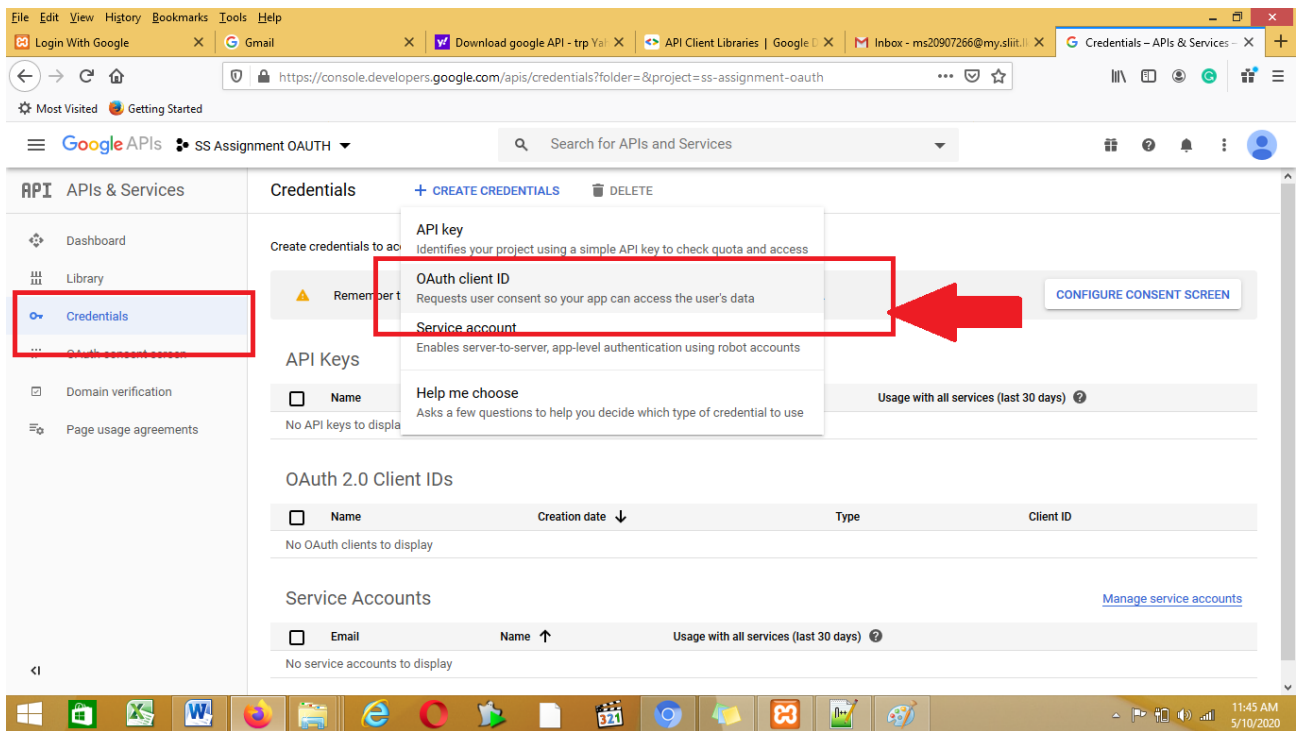 File Edit View History Bookmarks Tools Help
Login With Google Gmail Download google API - trp Yah API Client Libraries | Google D Inbox - ms20907266@my.sliit.lk Credentials – APIs & Services –
https://console.developers.google.com/apis/credentials?folder=&project=ss-assignment-oauth
Most Visited Getting Started
Google APIs SS Assignment OAUTH Search for APIs and Services
API APIs & Services Credentials + CREATE CREDENTIALS DELETE
API key
Dashboard Create credentials to ac Identifies your project using a simple API key to check quota and access
Library OAuth client ID
Remember t Requests user consent so your app can access the user's data CONFIGURE CONSENT SCREEN
Credentials
Service account
OAuth consent screen Enables server-to-server, app-level authentication using robot accounts
API Keys
Domain verification Help me choose
Name Asks a few questions to help you decide which type of credential to use Usage with all services (last 30 days)
Page usage agreements No API keys to displa
OAuth 2.0 Client IDs
Name Creation date Type Client ID
No OAuth clients to display
Service Accounts Manage service accounts
Email Name Usage with all services (last 30 days)
No service accounts to display
321
11:45 AM
5/10/2020